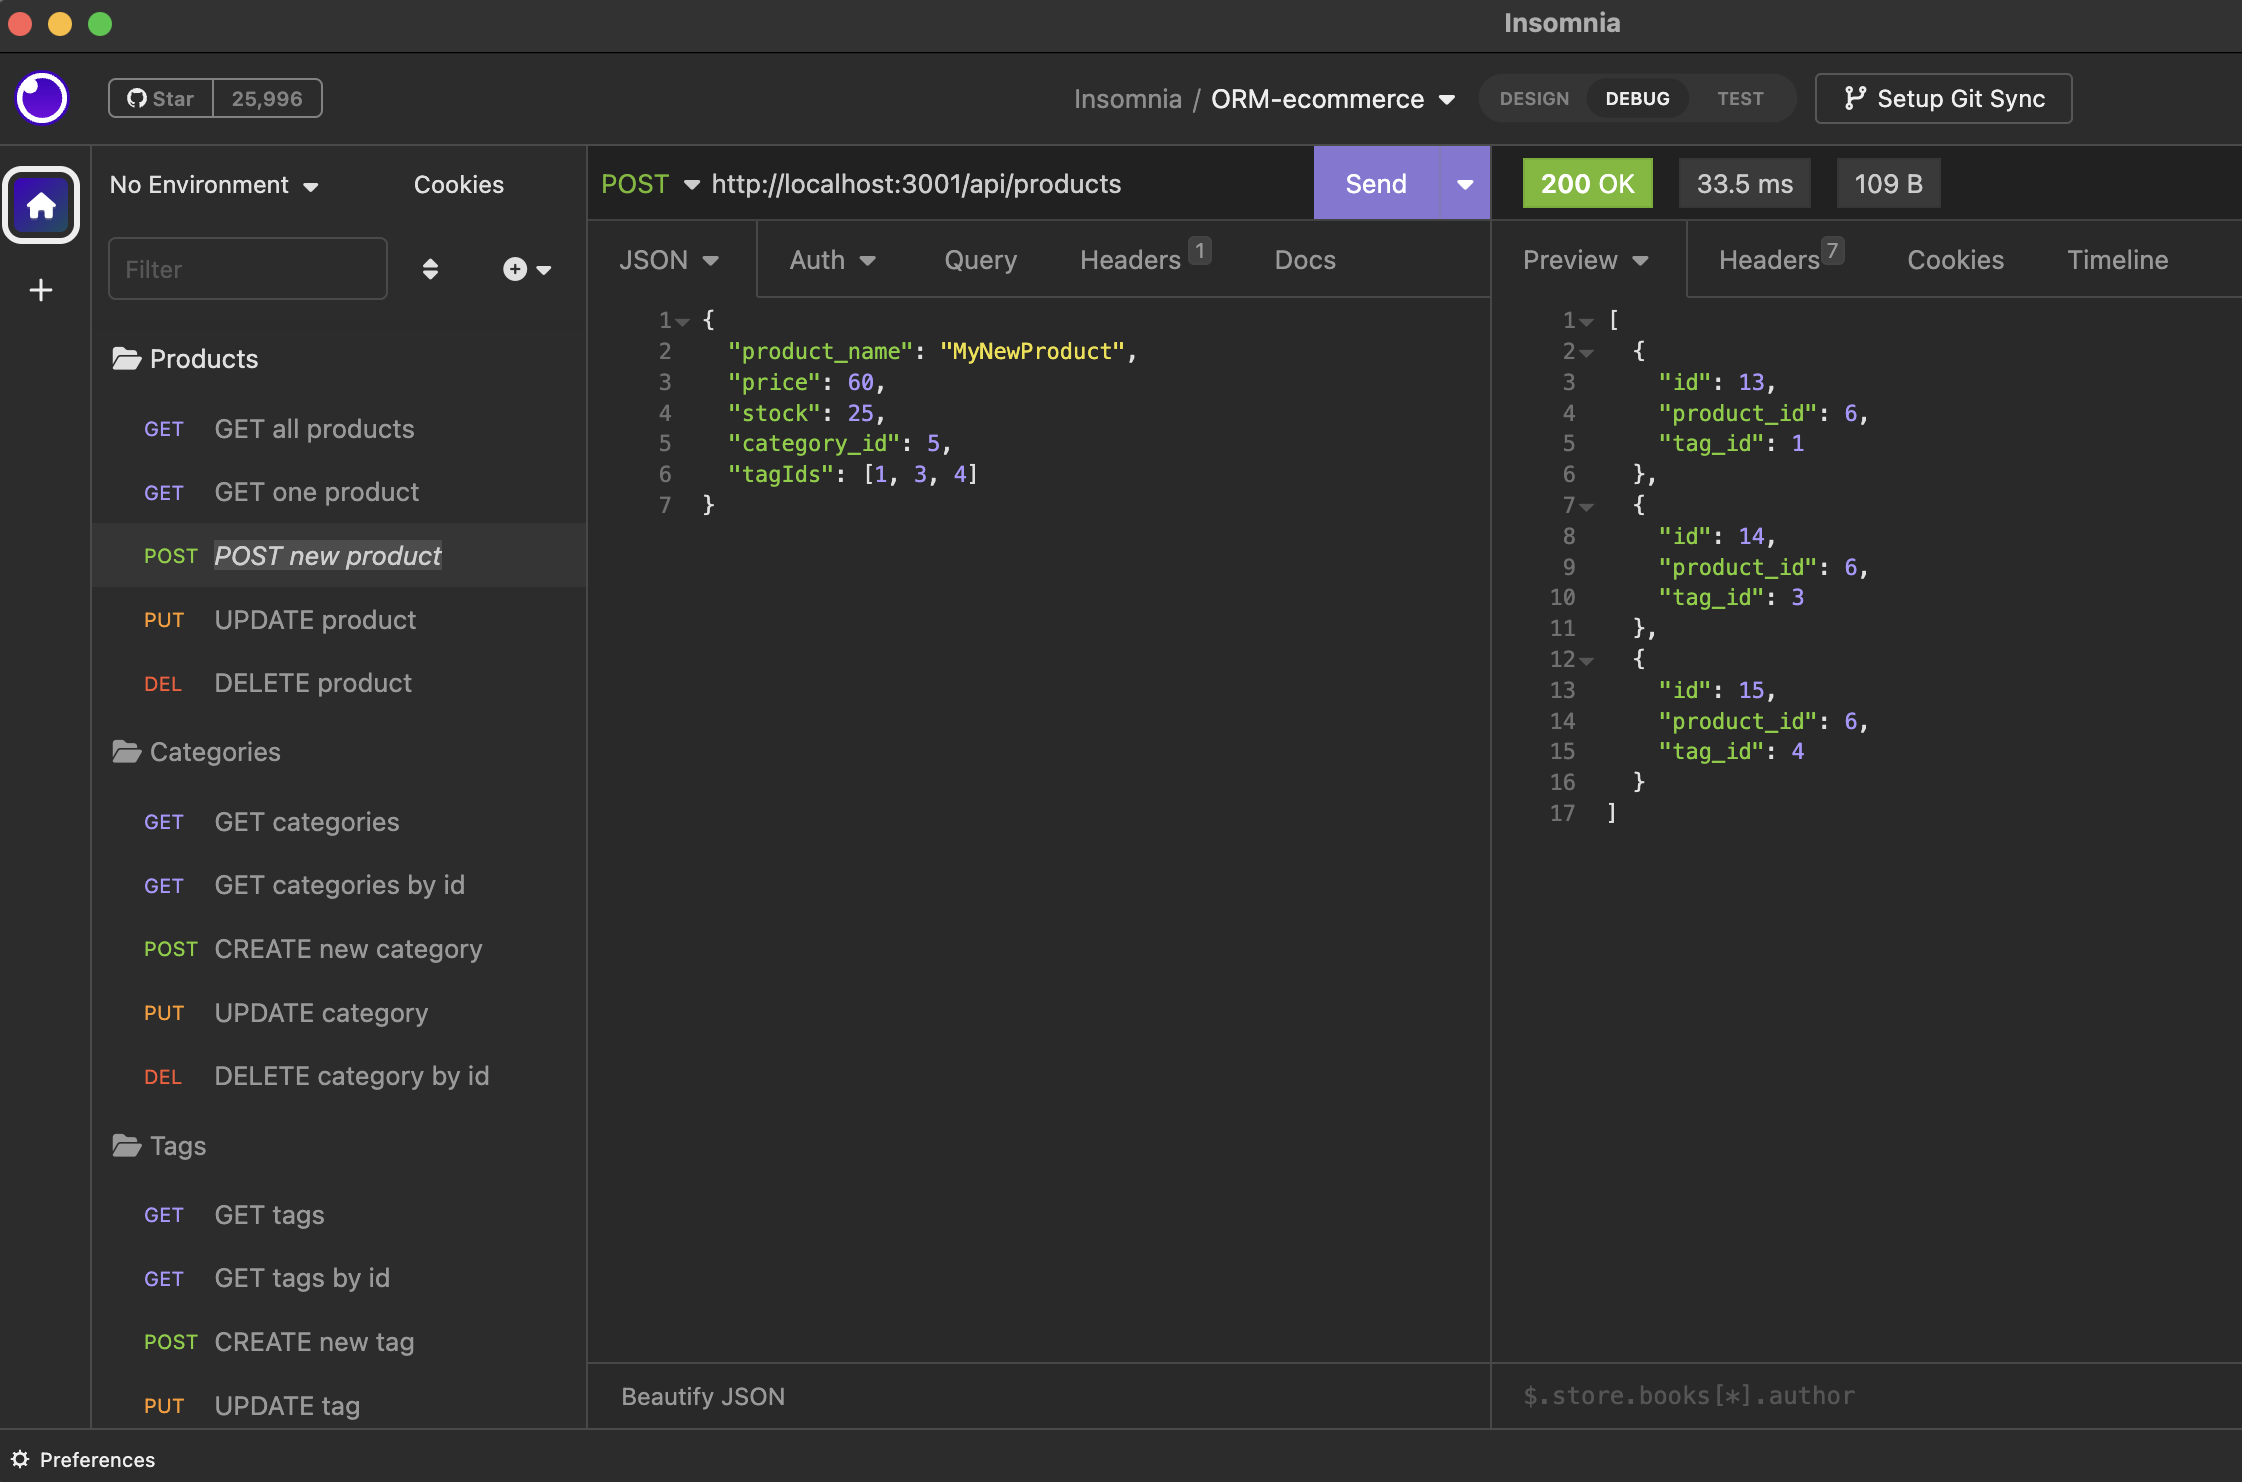 Insomnia
Star 25,996
Insomnia / ORM-ecommerce
DESIGN DEBUG TEST
Setup Git Sync
No Environment Cookies
Filter
Products
GET GET all products
GET GET one product
POST POST new product
PUT UPDATE product
DEL DELETE product
Categories
GET GET categories
GET GET categories by id
POST CREATE new category
PUT UPDATE category
DEL DELETE category by id
Tags
GET GET tags
GET GET tags by id
POST CREATE new tag
PUT UPDATE tag
POST http://localhost:3001/api/products Send
JSON Auth Query Headers 1 Docs
1 {
2 "product_name": "MyNewProduct",
3 "price": 60,
4 "stock": 25,
5 "category_id": 5,
6 "tagIds": [1, 3, 4]
7 }
Beautify JSON
200 OK 33.5 ms 109 B
Preview Headers 7 Cookies Timeline
1 [
2 {
3 "id": 13,
4 "product_id": 6,
5 "tag_id": 1
6 },
7 {
8 "id": 14,
9 "product_id": 6,
10 "tag_id": 3
11 },
12 {
13 "id": 15,
14 "product_id": 6,
15 "tag_id": 4
16 }
17 ]
$.store.books[*].author
Preferences